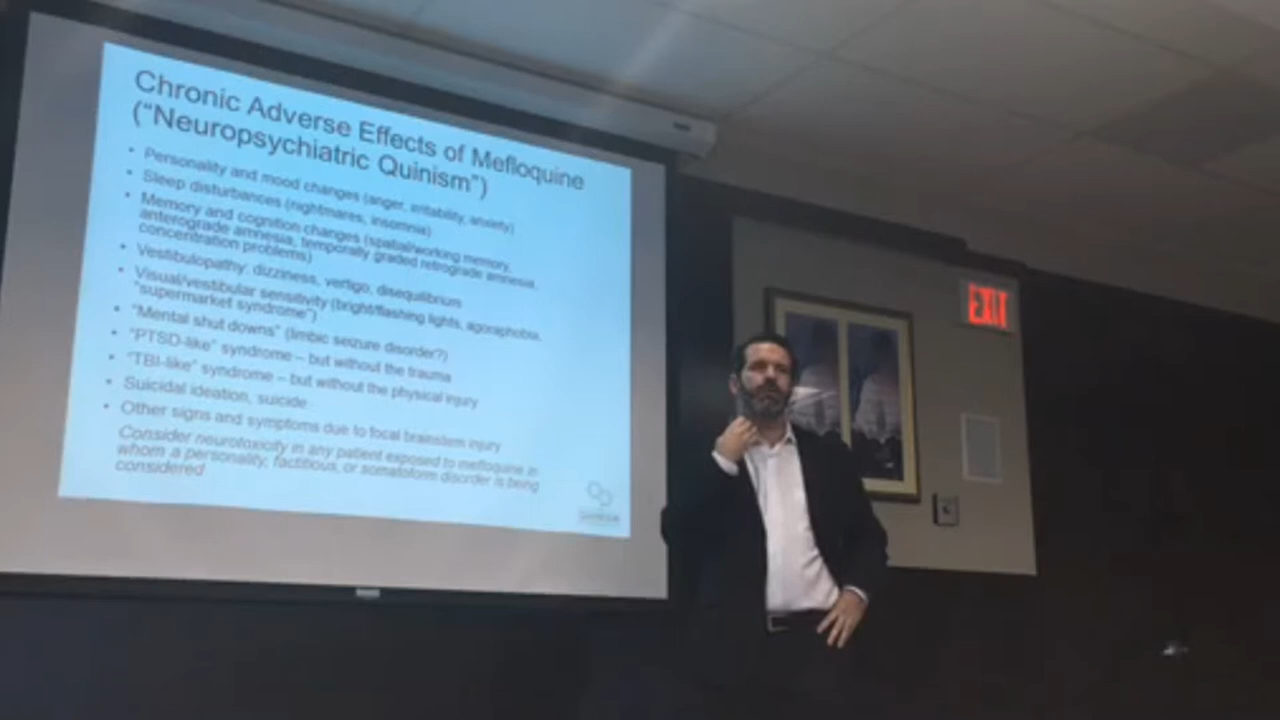 Chronic Adverse Effects of Mefloquine
("Neuropsychiatric Quinism")
• Personality and mood changes (anger, irritability, anxiety)
• Sleep disturbances (nightmares, insomnia)
• Memory and cognition changes (spatial/working memory,
anterograde amnesia, temporally graded retrograde amnesia,
concentration problems)
• Vestibulopathy: dizziness, vertigo, disequilibrium
• Visual/vestibular sensitivity (bright/flashing lights, agoraphobia,
"supermarket syndrome")
• "Mental shut downs" (limbic seizure disorder?)
• "PTSD-like" syndrome – but without the trauma
• "TBI-like" syndrome – but without the physical injury
• Suicidal ideation, suicide
• Other signs and symptoms due to focal brainstem injury
Consider neurotoxicity in any patient exposed to mefloquine in
whom a personality, factitious, or somatoform disorder is being
considered
EXIT